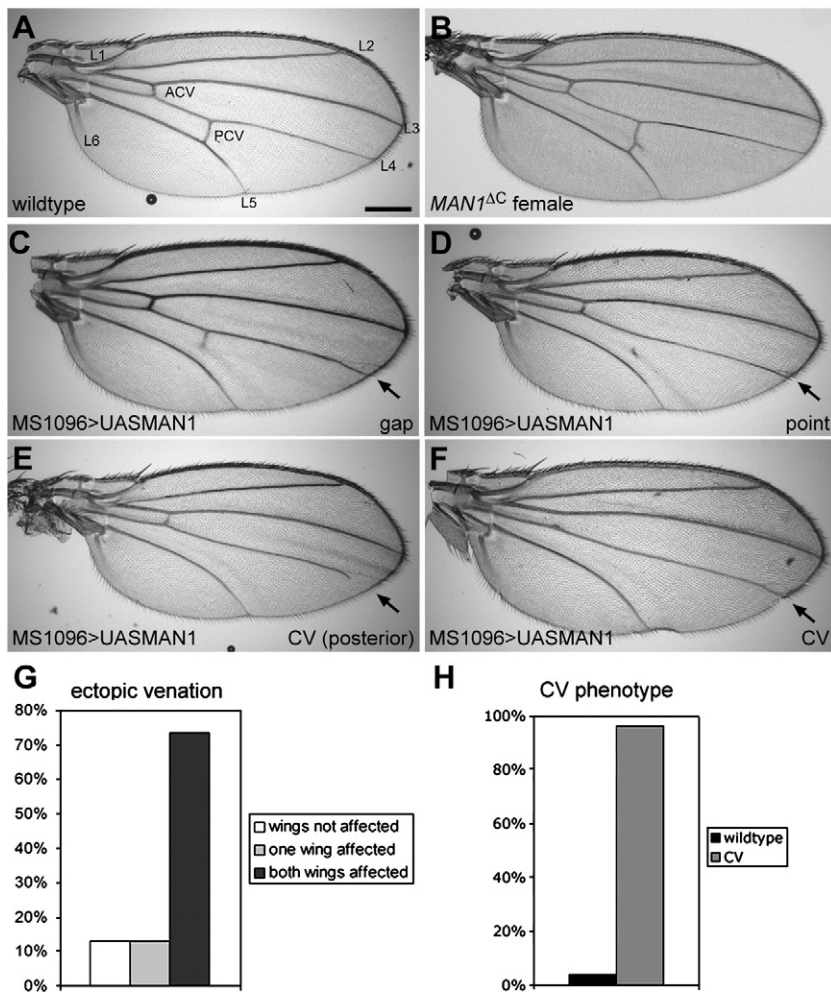 A
L1
L2
ACV
PCV
L3
L6
L4
L5
wildtype
B
MAN1ΔC female
C
MS1096>UASMAN1
gap
D
MS1096>UASMAN1
point
E
MS1096>UASMAN1
CV (posterior)
F
MS1096>UASMAN1
CV
G
ectopic venation
80%
70%
60%
50%
40%
30%
20%
10%
0%
wings not affected
one wing affected
both wings affected
H
CV phenotype
100%
80%
60%
40%
20%
0%
wildtype
CV